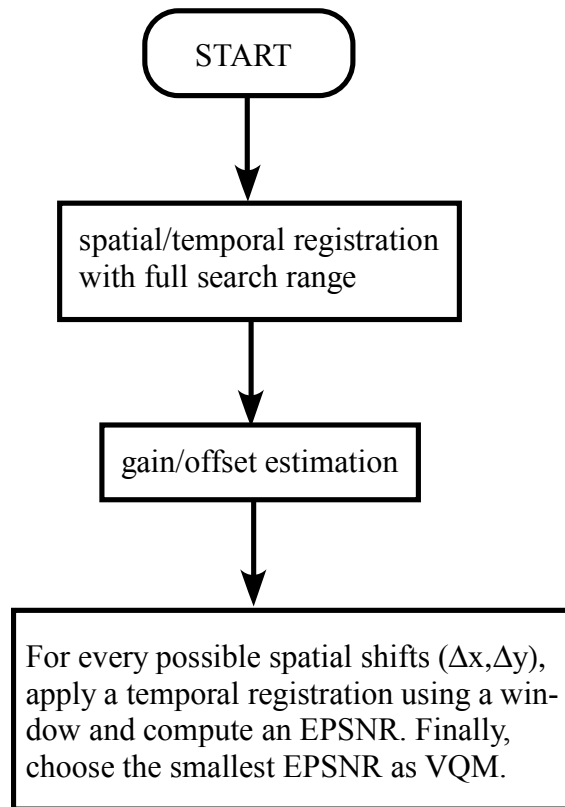 START
spatial/temporal registration
with full search range
gain/offset estimation
For every possible spatial shifts (Δx,Δy),
apply a temporal registration using a win-
dow and compute an EPSNR. Finally,
choose the smallest EPSNR as VQM.